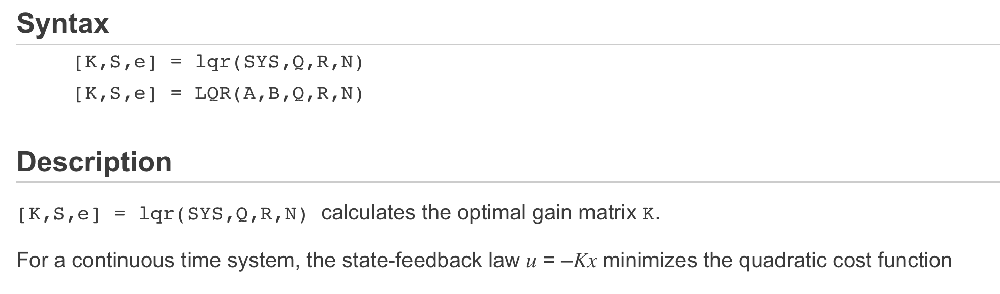 Syntax
[K,S,e] = lqr(SYS,Q,R,N)
[K,S,e] = LQR(A,B,Q,R,N)
Description
[K,S,e] = lqr(SYS,Q,R,N) calculates the optimal gain matrix K.
For a continuous time system, the state-feedback law u = –Kx minimizes the quadratic cost function